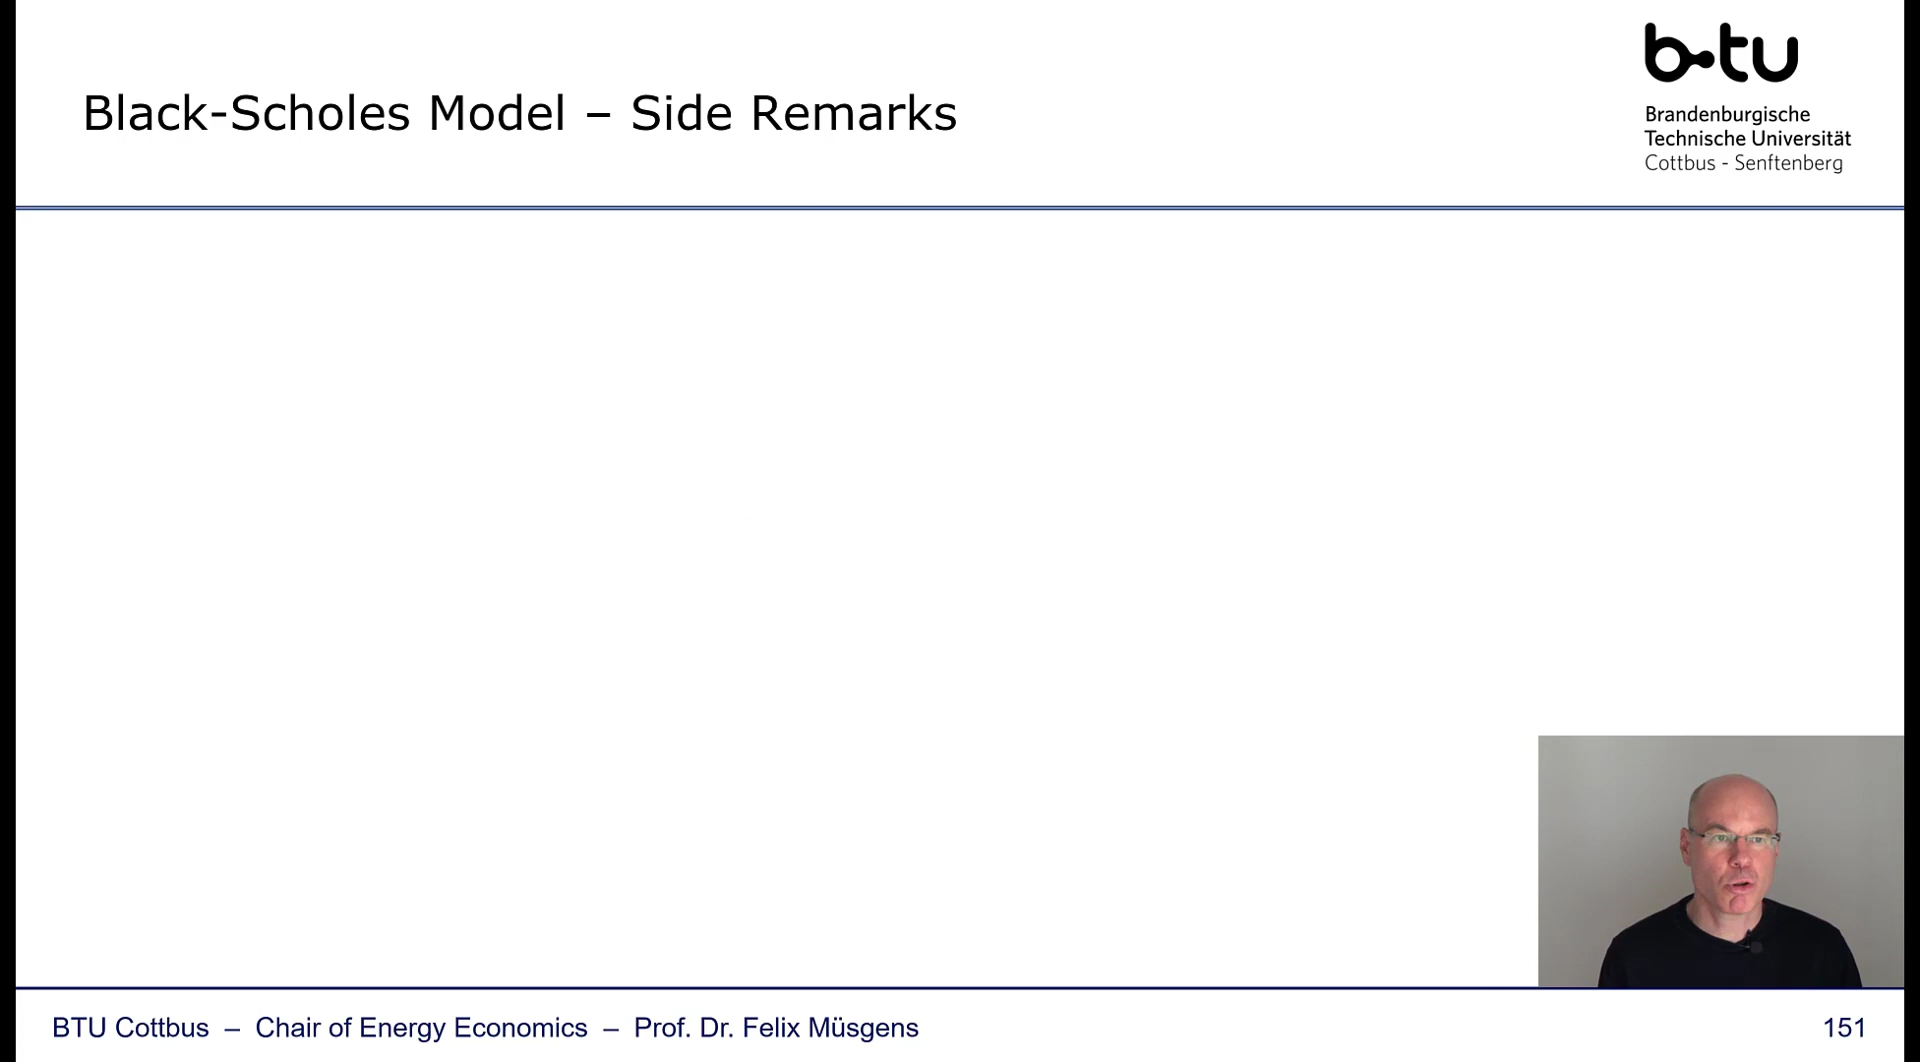 Black-Scholes Model – Side Remarks
b-tu
Brandenburgische
Technische Universität
Cottbus - Senftenberg
BTU Cottbus – Chair of Energy Economics – Prof. Dr. Felix Müsgens
151